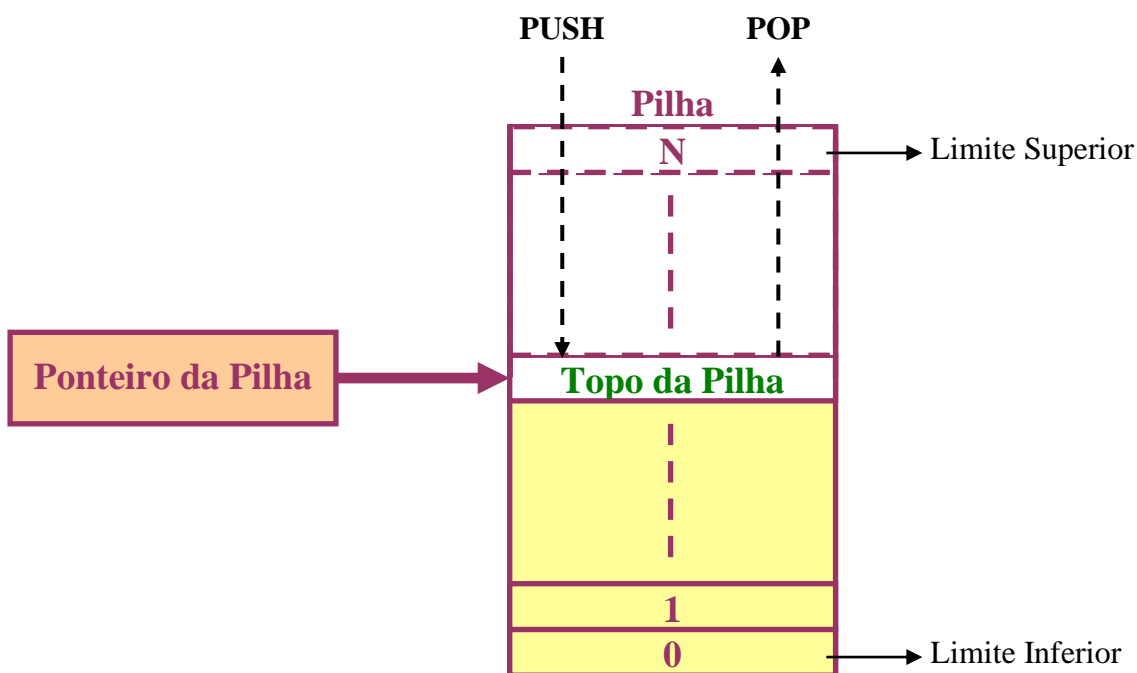 PUSH POP
Pilha
N
Limite Superior
Ponteiro da Pilha
Topo da Pilha
1
0
Limite Inferior